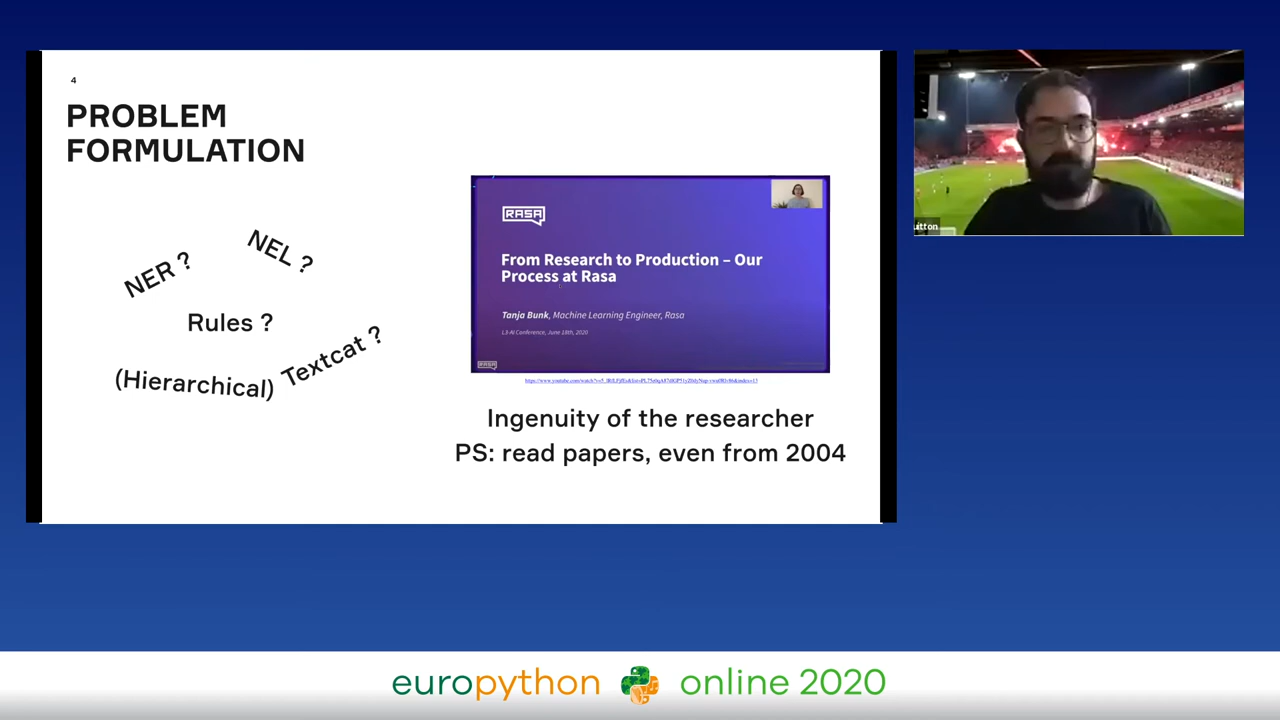 4
PROBLEM
FORMULATION
NER ?
NEL ?
Rules ?
(Hierarchical)
Textcat ?
RASA
From Research to Production – Our
Process at Rasa
Tanja Bunk, Machine Learning Engineer, Rasa
L3-AI Conference, June 18th, 2020
RASA
Ingenuity of the researcher
PS: read papers, even from 2004
uitton
europython online 2020